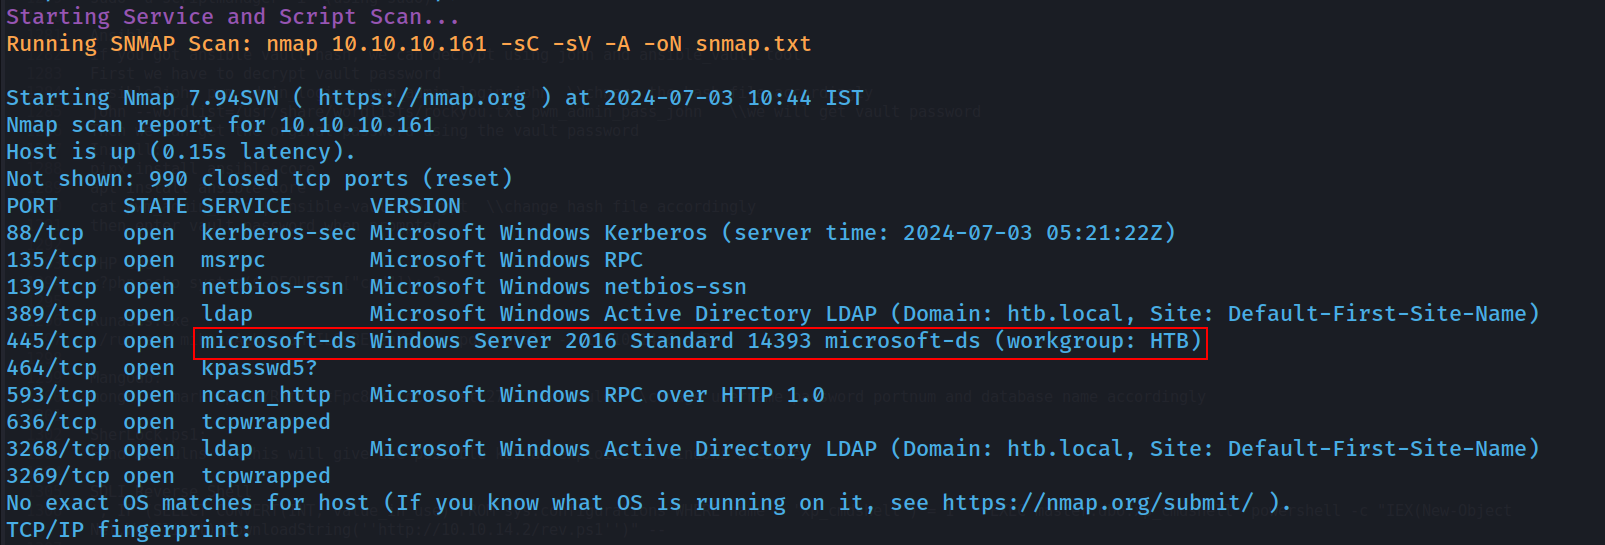 Starting Service and Script Scan...
Running SNMAP Scan: nmap 10.10.10.161 -sC -sV -A -oN snmap.txt
First we have to decrypt vault password
Starting Nmap 7.94SVN ( https://nmap.org ) at 2024-07-03 10:44 IST
Nmap scan report for 10.10.10.161
Host is up (0.15s latency).
Not shown: 990 closed tcp ports (reset)
PORT     STATE SERVICE      VERSION
88/tcp   open  kerberos-sec Microsoft Windows Kerberos (server time: 2024-07-03 05:21:22Z)
135/tcp  open  msrpc        Microsoft Windows RPC
139/tcp  open  netbios-ssn  Microsoft Windows netbios-ssn
389/tcp  open  ldap         Microsoft Windows Active Directory LDAP (Domain: htb.local, Site: Default-First-Site-Name)
445/tcp  open  microsoft-ds Windows Server 2016 Standard 14393 microsoft-ds (workgroup: HTB)
464/tcp  open  kpasswd5?
593/tcp  open  ncacn_http   Microsoft Windows RPC over HTTP 1.0
636/tcp  open  tcpwrapped
3268/tcp open  ldap         Microsoft Windows Active Directory LDAP (Domain: htb.local, Site: Default-First-Site-Name)
3269/tcp open  tcpwrapped
No exact OS matches for host (If you know what OS is running on it, see https://nmap.org/submit/ ).
TCP/IP fingerprint: